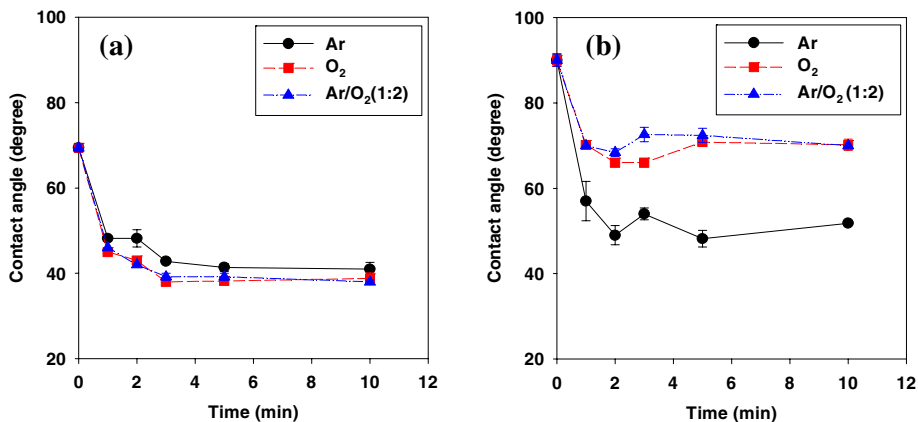 (a)
Ar
O₂
Ar/O₂(1:2)
100
80
60
40
20
Contact angle (degree)
0 2 4 6 8 10 12
Time (min)
(b)
Ar
O₂
Ar/O₂(1:2)
100
80
60
40
20
Contact angle (degree)
0 2 4 6 8 10 12
Time (min)